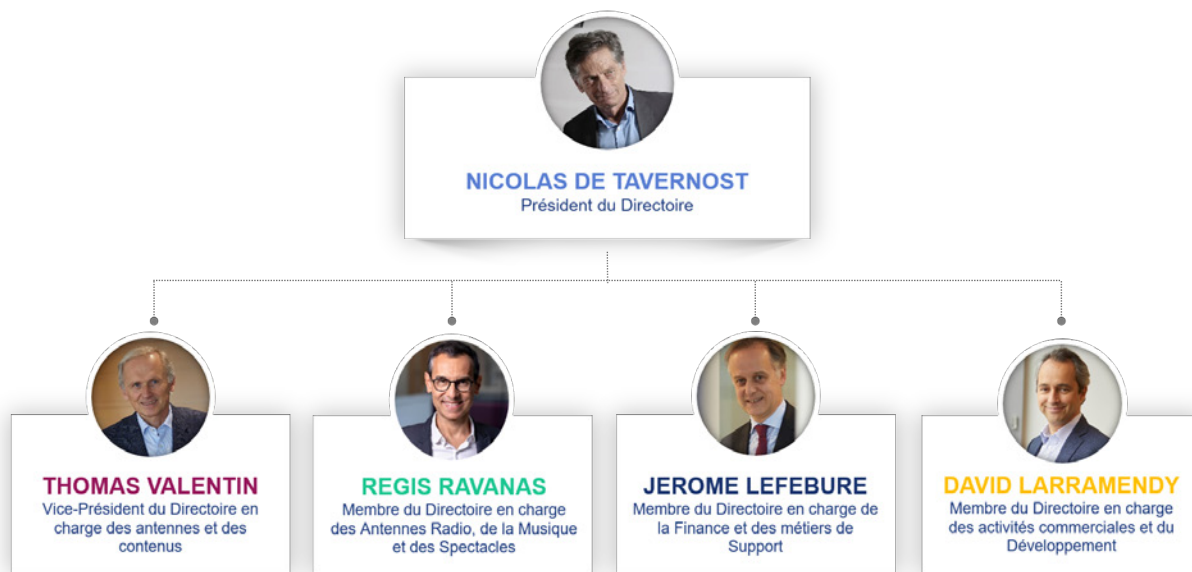 NICOLAS DE TAVERNOST
Président du Directoire
THOMAS VALENTIN
Vice-Président du Directoire en
charge des antennes et des
contenus
REGIS RAVANAS
Membre du Directoire en charge
des Antennes Radio, de la Musique
et des Spectacles
JEROME LEFEBURE
Membre du Directoire en charge de
la Finance et des métiers de
Support
DAVID LARRAMENDY
Membre du Directoire en charge
des activités commerciales et du
Développement